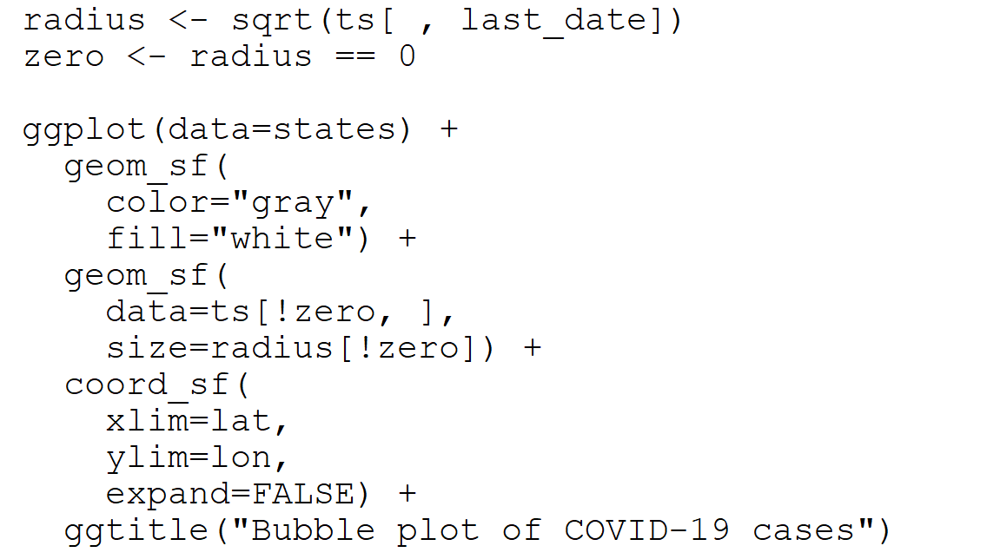 radius <- sqrt(ts[ , last_date])
zero <- radius == 0

ggplot(data=states) +
  geom_sf(
    color="gray",
    fill="white") +
  geom_sf(
    data=ts[!zero, ],
    size=radius[!zero]) +
  coord_sf(
    xlim=lat,
    ylim=lon,
    expand=FALSE) +
  ggtitle("Bubble plot of COVID-19 cases")